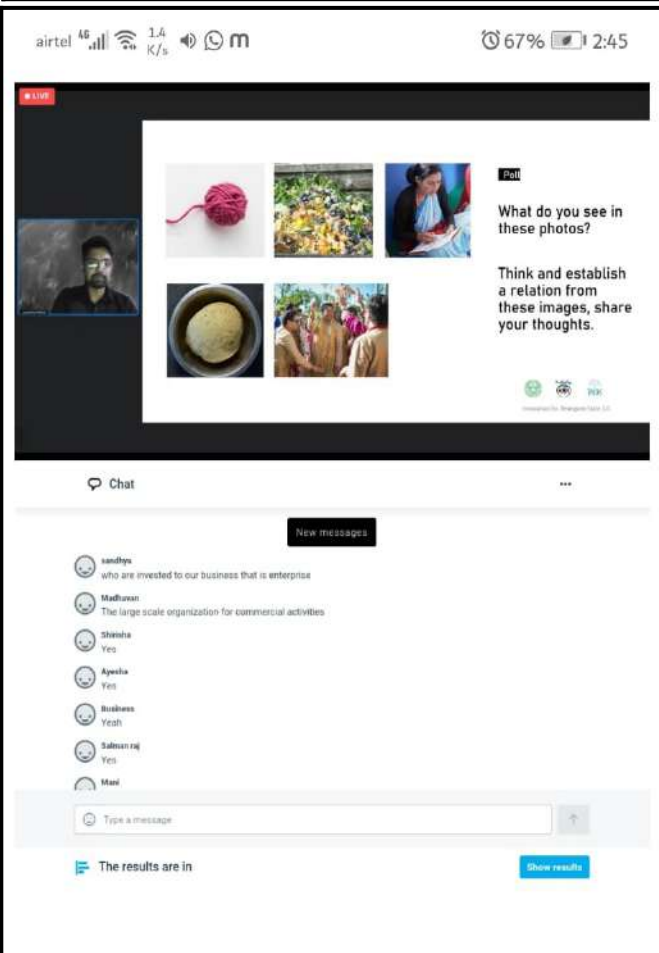 airtel 4G 1.4 K/s m 67% 2:45
LIVE
Poll
What do you see in
these photos?
Think and establish
a relation from
these images, share
your thoughts.
Chat
New messages
sandhya
who are invested to our business that is enterprise
Madhavan
The large scale organization for commercial activities
Shirisha
Yes
Ayesha
Yes
Business
Yeah
Salman raj
Yes
Mani
Type a message
The results are in
Show results